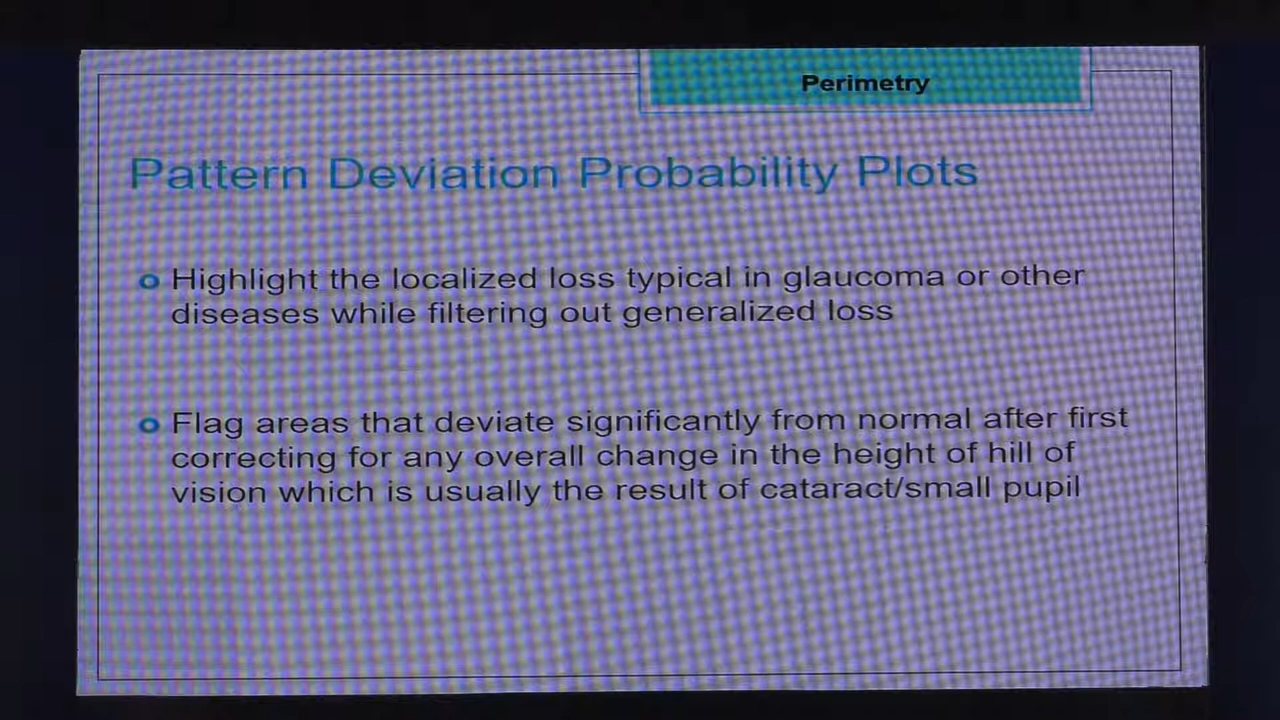 Perimetry
Pattern Deviation Probability Plots
Highlight the localized loss typical in glaucoma or other
diseases while filtering out generalized loss
Flag areas that deviate significantly from normal after first
correcting for any overall change in the height of hill of
vision which is usually the result of cataract/small pupil